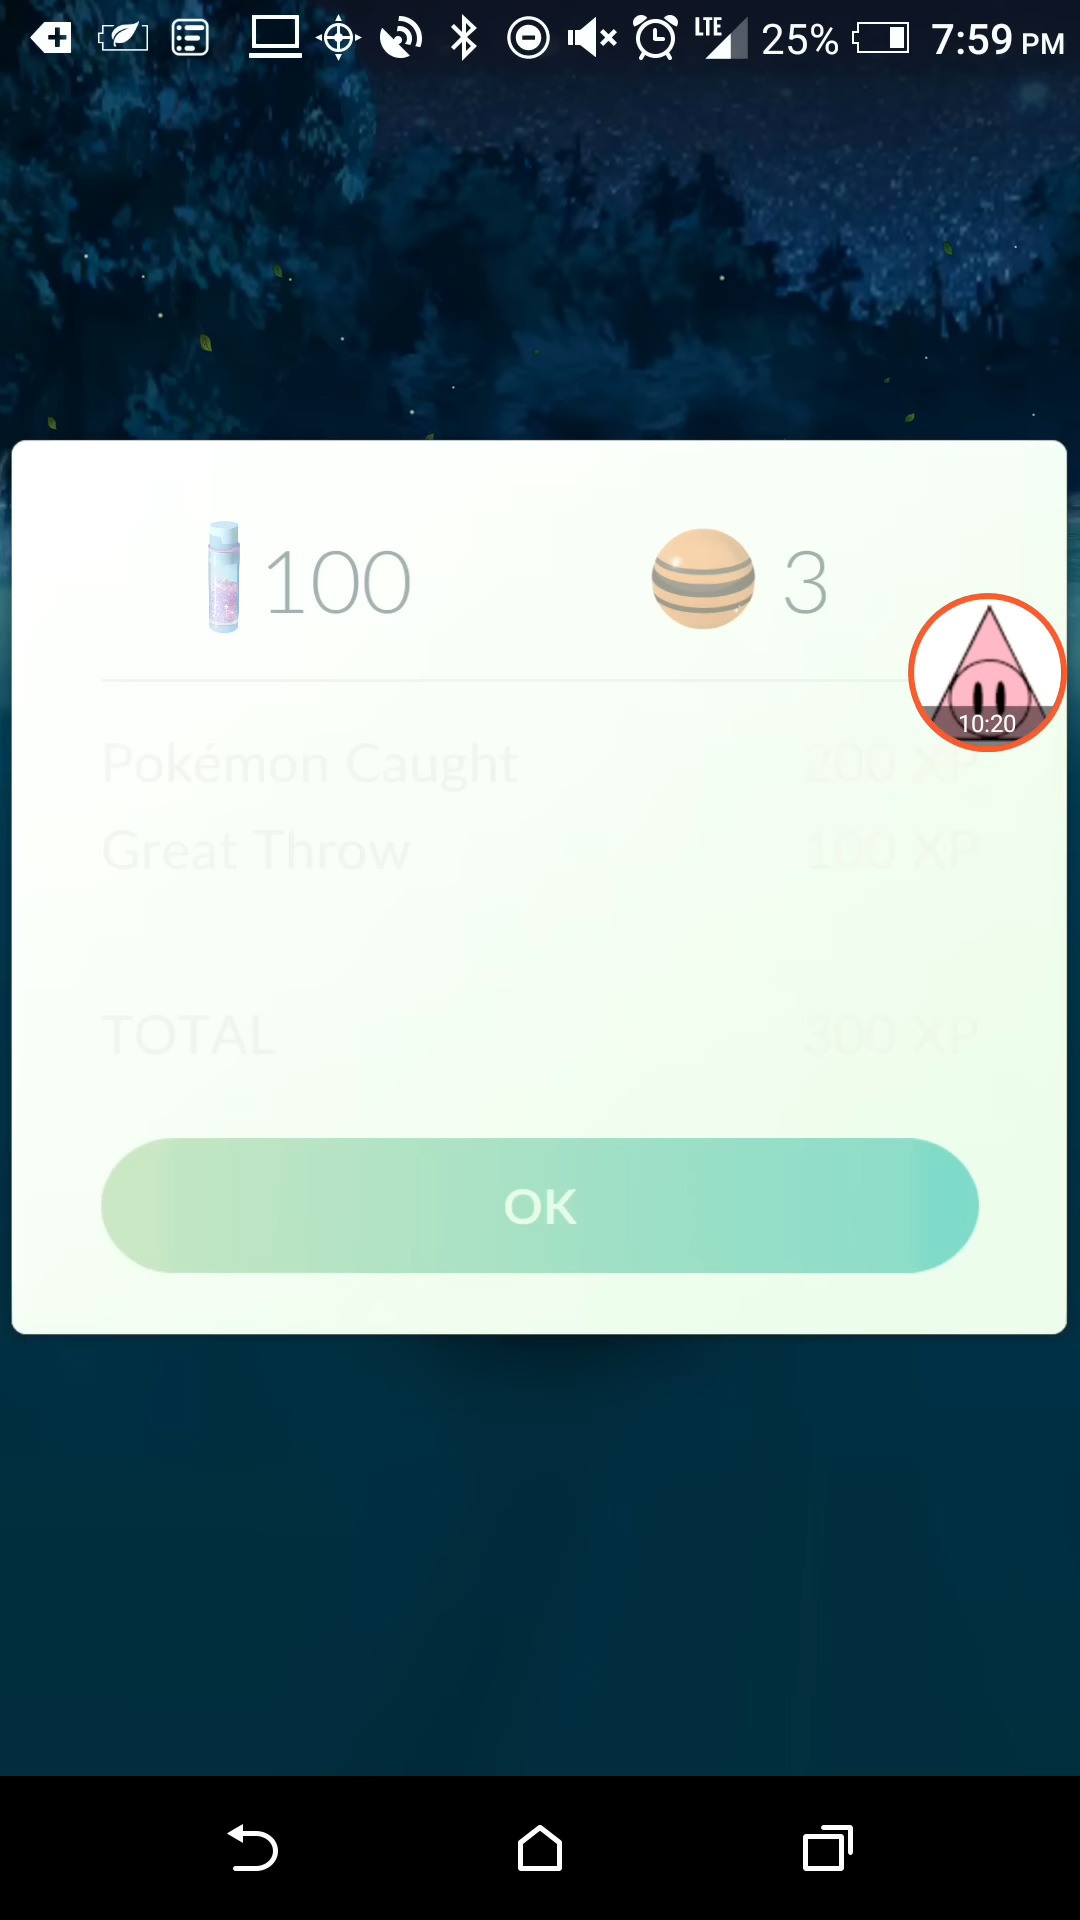 LTE 25% 7:59 PM
100 3
10:20
Pokémon Caught 200 XP
Great Throw 100 XP
TOTAL 300 XP
OK